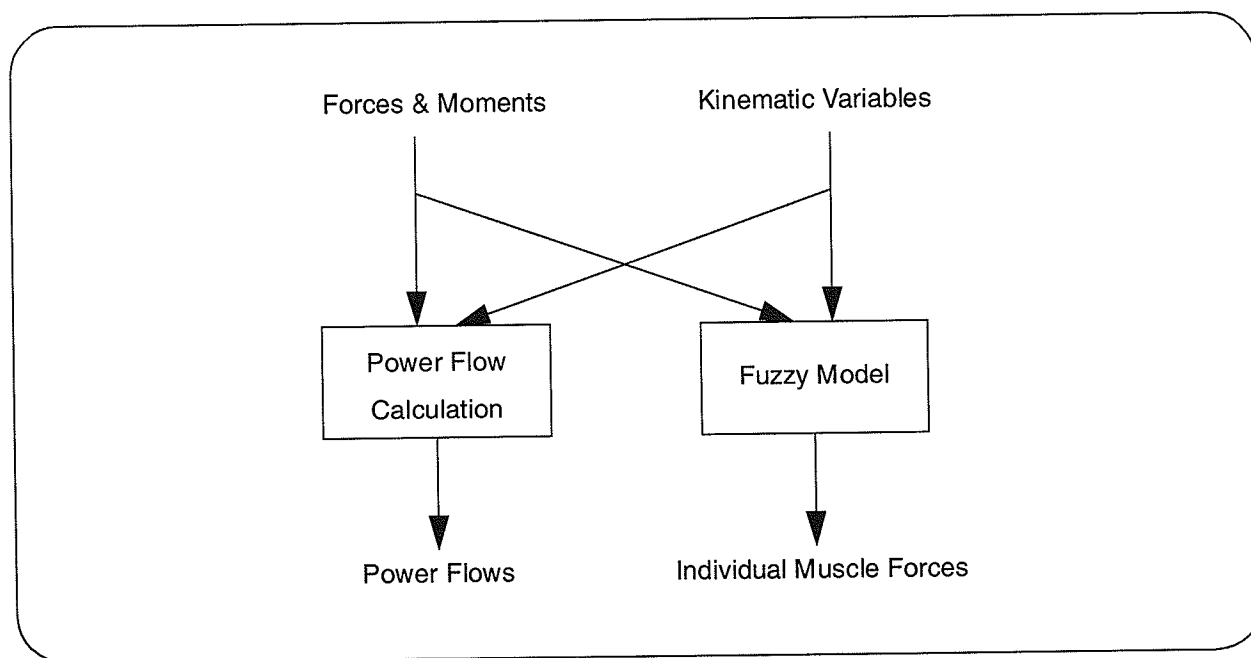 Forces & Moments
Kinematic Variables
Power Flow
Calculation
Fuzzy Model
Power Flows
Individual Muscle Forces